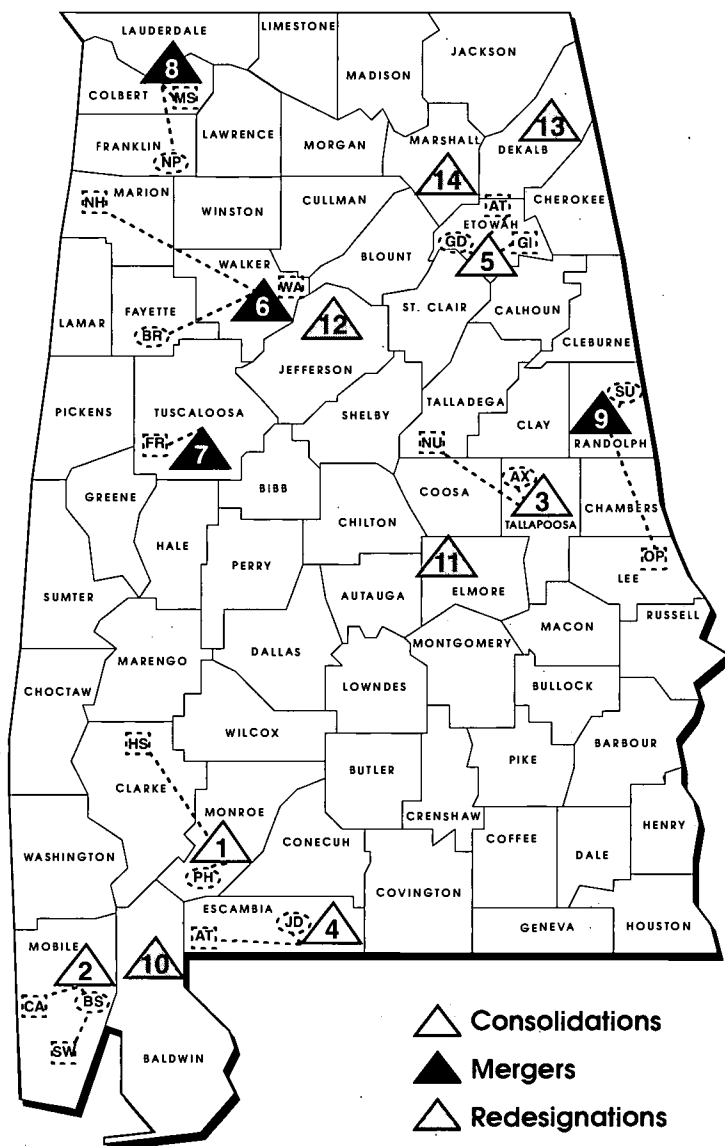 LAUDERDALE
LIMESTONE
MADISON
JACKSON
8
COLBERT
MS
FRANKLIN
NP
LAWRENCE
MORGAN
MARSHALL
14
13
DEKALB
NH
MARION
WINSTON
CULLMAN
AT
ETOWAH
GD
GI
5
CHEROKEE
WALKER
WA
6
BLOUNT
LAMAR
FAYETTE
BR
12
JEFFERSON
ST. CLAIR
CALHOUN
CLEBURNE
PICKENS
TUSCALOOSA
FR
7
SHELBY
TALLADEGA
NU
CLAY
SU
9
RANDOLPH
GREENE
BIBB
COOSA
AX
3
TALLAPOOSA
CHAMBERS
HALE
CHILTON
PERRY
11
ELMORE
OP
LEE
SUMTER
AUTAUGA
RUSSELL
MACON
MARENGO
DALLAS
MONTGOMERY
CHOCTAW
LOWNDES
BULLOCK
HS
WILCOX
BARBOUR
CLARKE
BUTLER
PIKE
MONROE
CRENSHAW
1
PH
CONECUH
COFFEE
HENRY
WASHINGTON
DALE
COVINGTON
ESCAMBIA
JD
AT
4
GENEVA
HOUSTON
MOBILE
2
CA
BS
SW
10
BALDWIN
Consolidations
Mergers
Redesignations